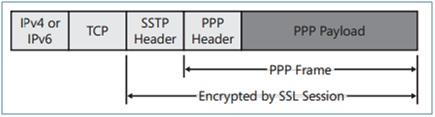 IPv4 or
IPv6
TCP
SSTP
Header
PPP
Header
PPP Payload
PPP Frame
Encrypted by SSL Session